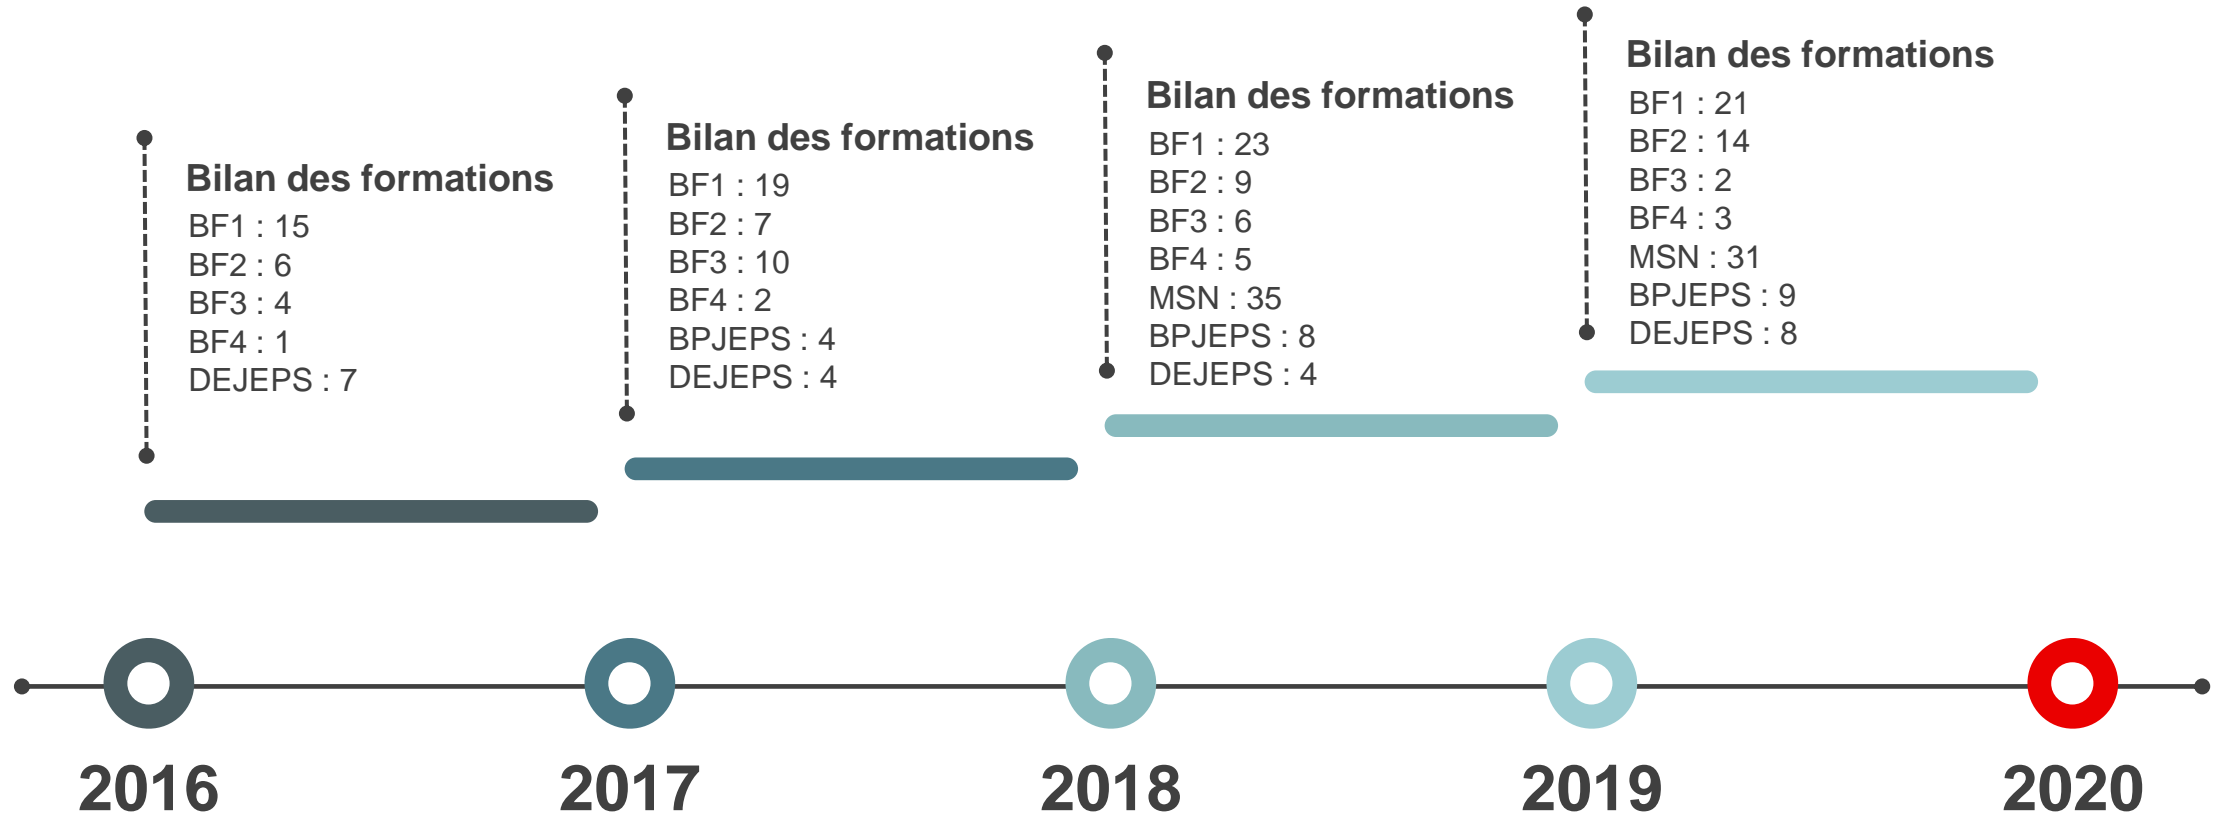 Bilan des formations
BF1 : 15
BF2 : 6
BF3 : 4
BF4 : 1
DEJEPS : 7
Bilan des formations
BF1 : 19
BF2 : 7
BF3 : 10
BF4 : 2
BPJEPS : 4
DEJEPS : 4
Bilan des formations
BF1 : 23
BF2 : 9
BF3 : 6
BF4 : 5
MSN : 35
BPJEPS : 8
DEJEPS : 4
Bilan des formations
BF1 : 21
BF2 : 14
BF3 : 2
BF4 : 3
MSN : 31
BPJEPS : 9
DEJEPS : 8
2016
2017
2018
2019
2020